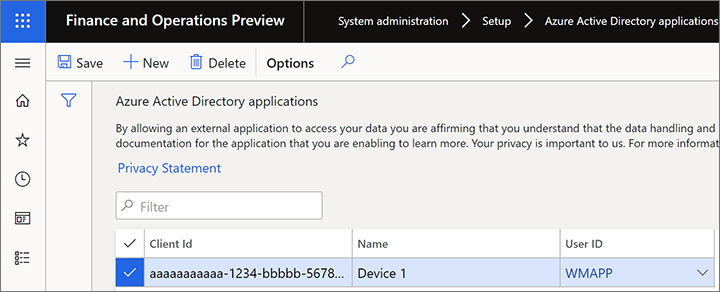 Finance and Operations Preview System administration Setup Azure Active Directory applications
Save New Delete Options
Azure Active Directory applications
By allowing an external application to access your data you are affirming that you understand that the data handling and
documentation for the application that you are enabling to learn more. Your privacy is important to us. For more informat
Privacy Statement
Filter
Client Id Name User ID
aaaaaaaaaaa-1234-bbbbb-5678... Device 1 WMAPP